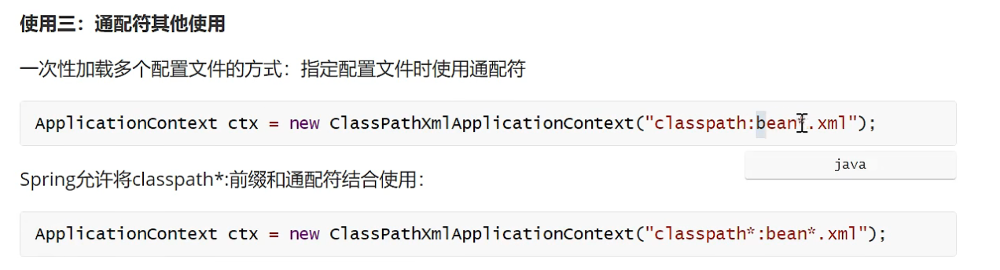 使用三：通配符其他使用
一次性加载多个配置文件的方式：指定配置文件时使用通配符
ApplicationContext ctx = new ClassPathXmlApplicationContext("classpath:bean*.xml");
java
Spring允许将classpath*:前缀和通配符结合使用：
ApplicationContext ctx = new ClassPathXmlApplicationContext("classpath*:bean*.xml");